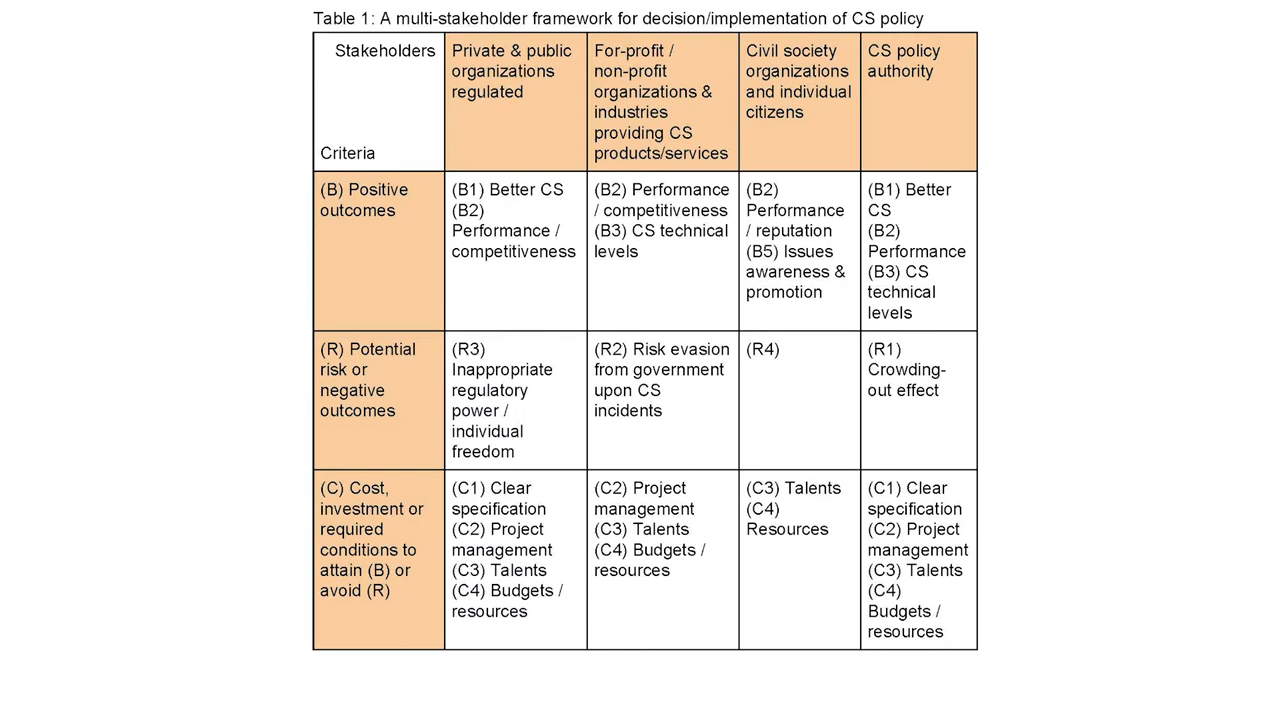 Table 1: A multi-stakeholder framework for decision/implementation of CS policy
Stakeholders
Criteria
Private & public
organizations
regulated
For-profit /
non-profit
organizations &
industries
providing CS
products/services
Civil society
organizations
and individual
citizens
CS policy
authority
(B) Positive
outcomes
(B1) Better CS
(B2)
Performance /
competitiveness
(B2) Performance
/ competitiveness
(B3) CS technical
levels
(B2)
Performance
/ reputation
(B5) Issues
awareness &
promotion
(B1) Better
CS
(B2)
Performance
(B3) CS
technical
levels
(R) Potential
risk or
negative
outcomes
(R3)
Inappropriate
regulatory
power /
individual
freedom
(R2) Risk evasion
from government
upon CS
incidents
(R4)
(R1)
Crowding-
out effect
(C) Cost,
investment or
required
conditions to
attain (B) or
avoid (R)
(C1) Clear
specification
(C2) Project
management
(C3) Talents
(C4) Budgets /
resources
(C2) Project
management
(C3) Talents
(C4) Budgets /
resources
(C3) Talents
(C4)
Resources
(C1) Clear
specification
(C2) Project
management
(C3) Talents
(C4)
Budgets /
resources